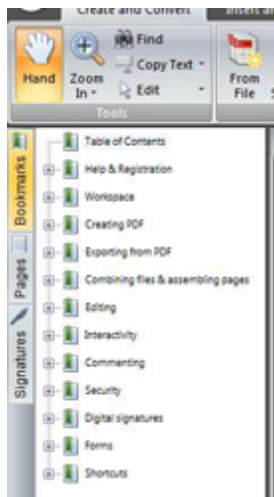 Create and Convert
Insert
Hand
Zoom In
Find
Copy Text
Edit
From File
Tools
Bookmarks
Pages
Signatures
Table of Contents
Help & Registration
Workspace
Creating PDF
Exporting from PDF
Combining files & assembling pages
Editing
Interactivity
Commenting
Security
Digital signatures
Forms
Shortcuts